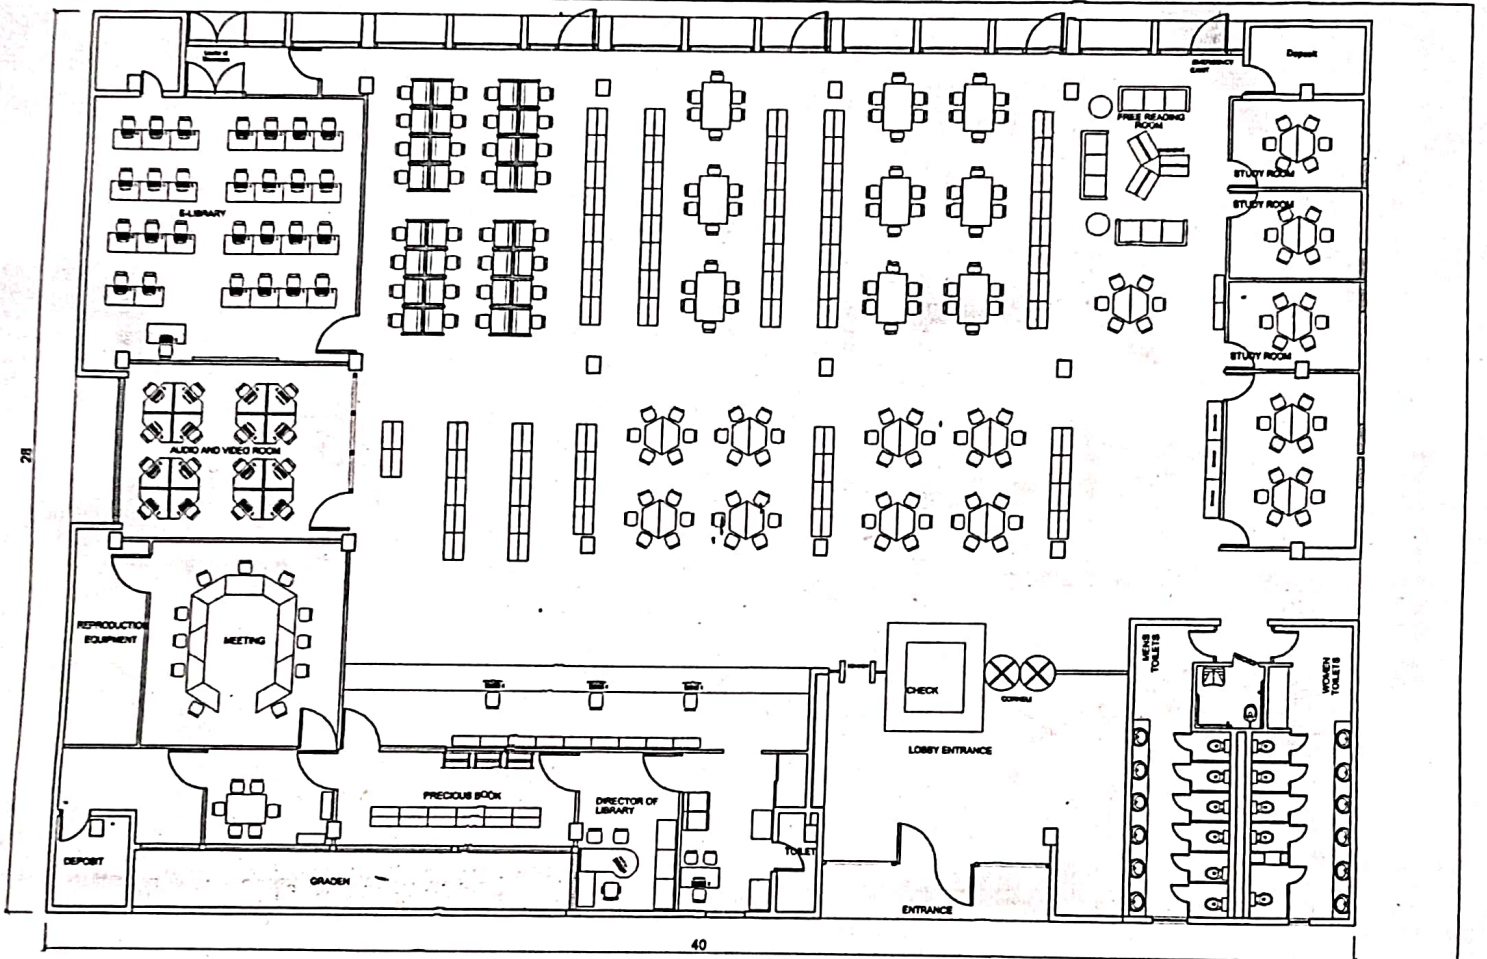 Deposit
EMERGENCY
EXIT
FREE READING
ROOM
STUDY ROOM
STUDY ROOM
E-LIBRARY
STUDY ROOM
AUDIO AND VIDEO ROOM
28
REPRODUCTION
EQUIPMENT
MEETING
MENS
TOILETS
WOMEN
TOILETS
CHECK
LOBBY ENTRANCE
PRECIOUS BOOK
DIRECTOR OF
LIBRARY
TOILET
DEPOSIT
GRADEN
ENTRANCE
40